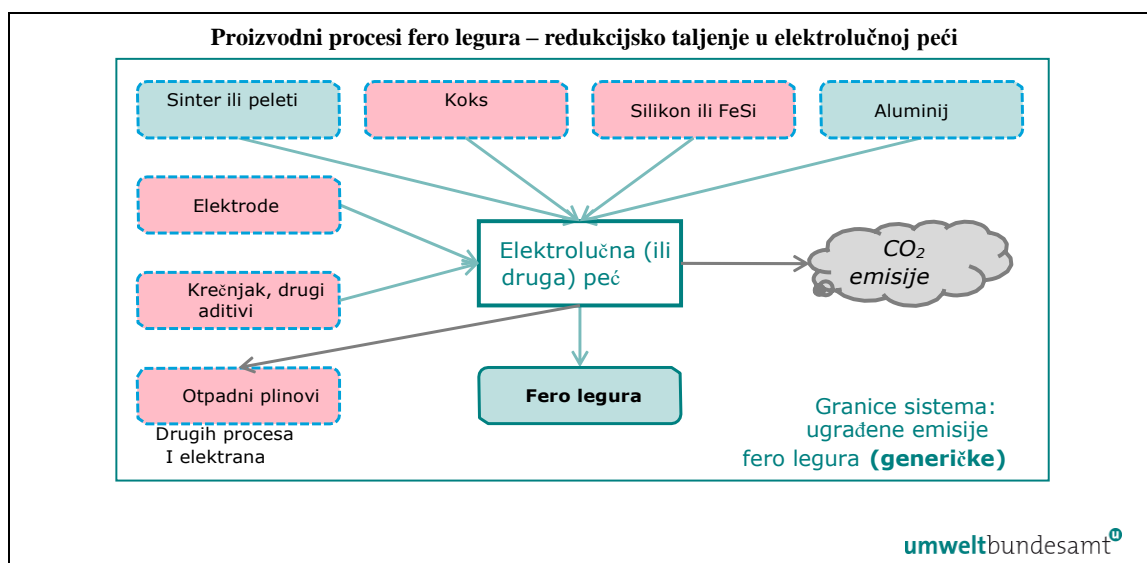 Proizvodni procesi fero legura – redukcijsko taljenje u elektrolučnoj peći
Sinter ili peleti
Koks
Silikon ili FeSi
Aluminij
Elektrode
Elektrolučna (ili
druga) peć
CO₂
emisije
Krečnjak, drugi
aditivi
Otpadni plinovi
Drugih procesa
I elektrana
Fero legura
Granice sistema:
ugrađene emisije
fero legura (generičke)
umweltbundesamt